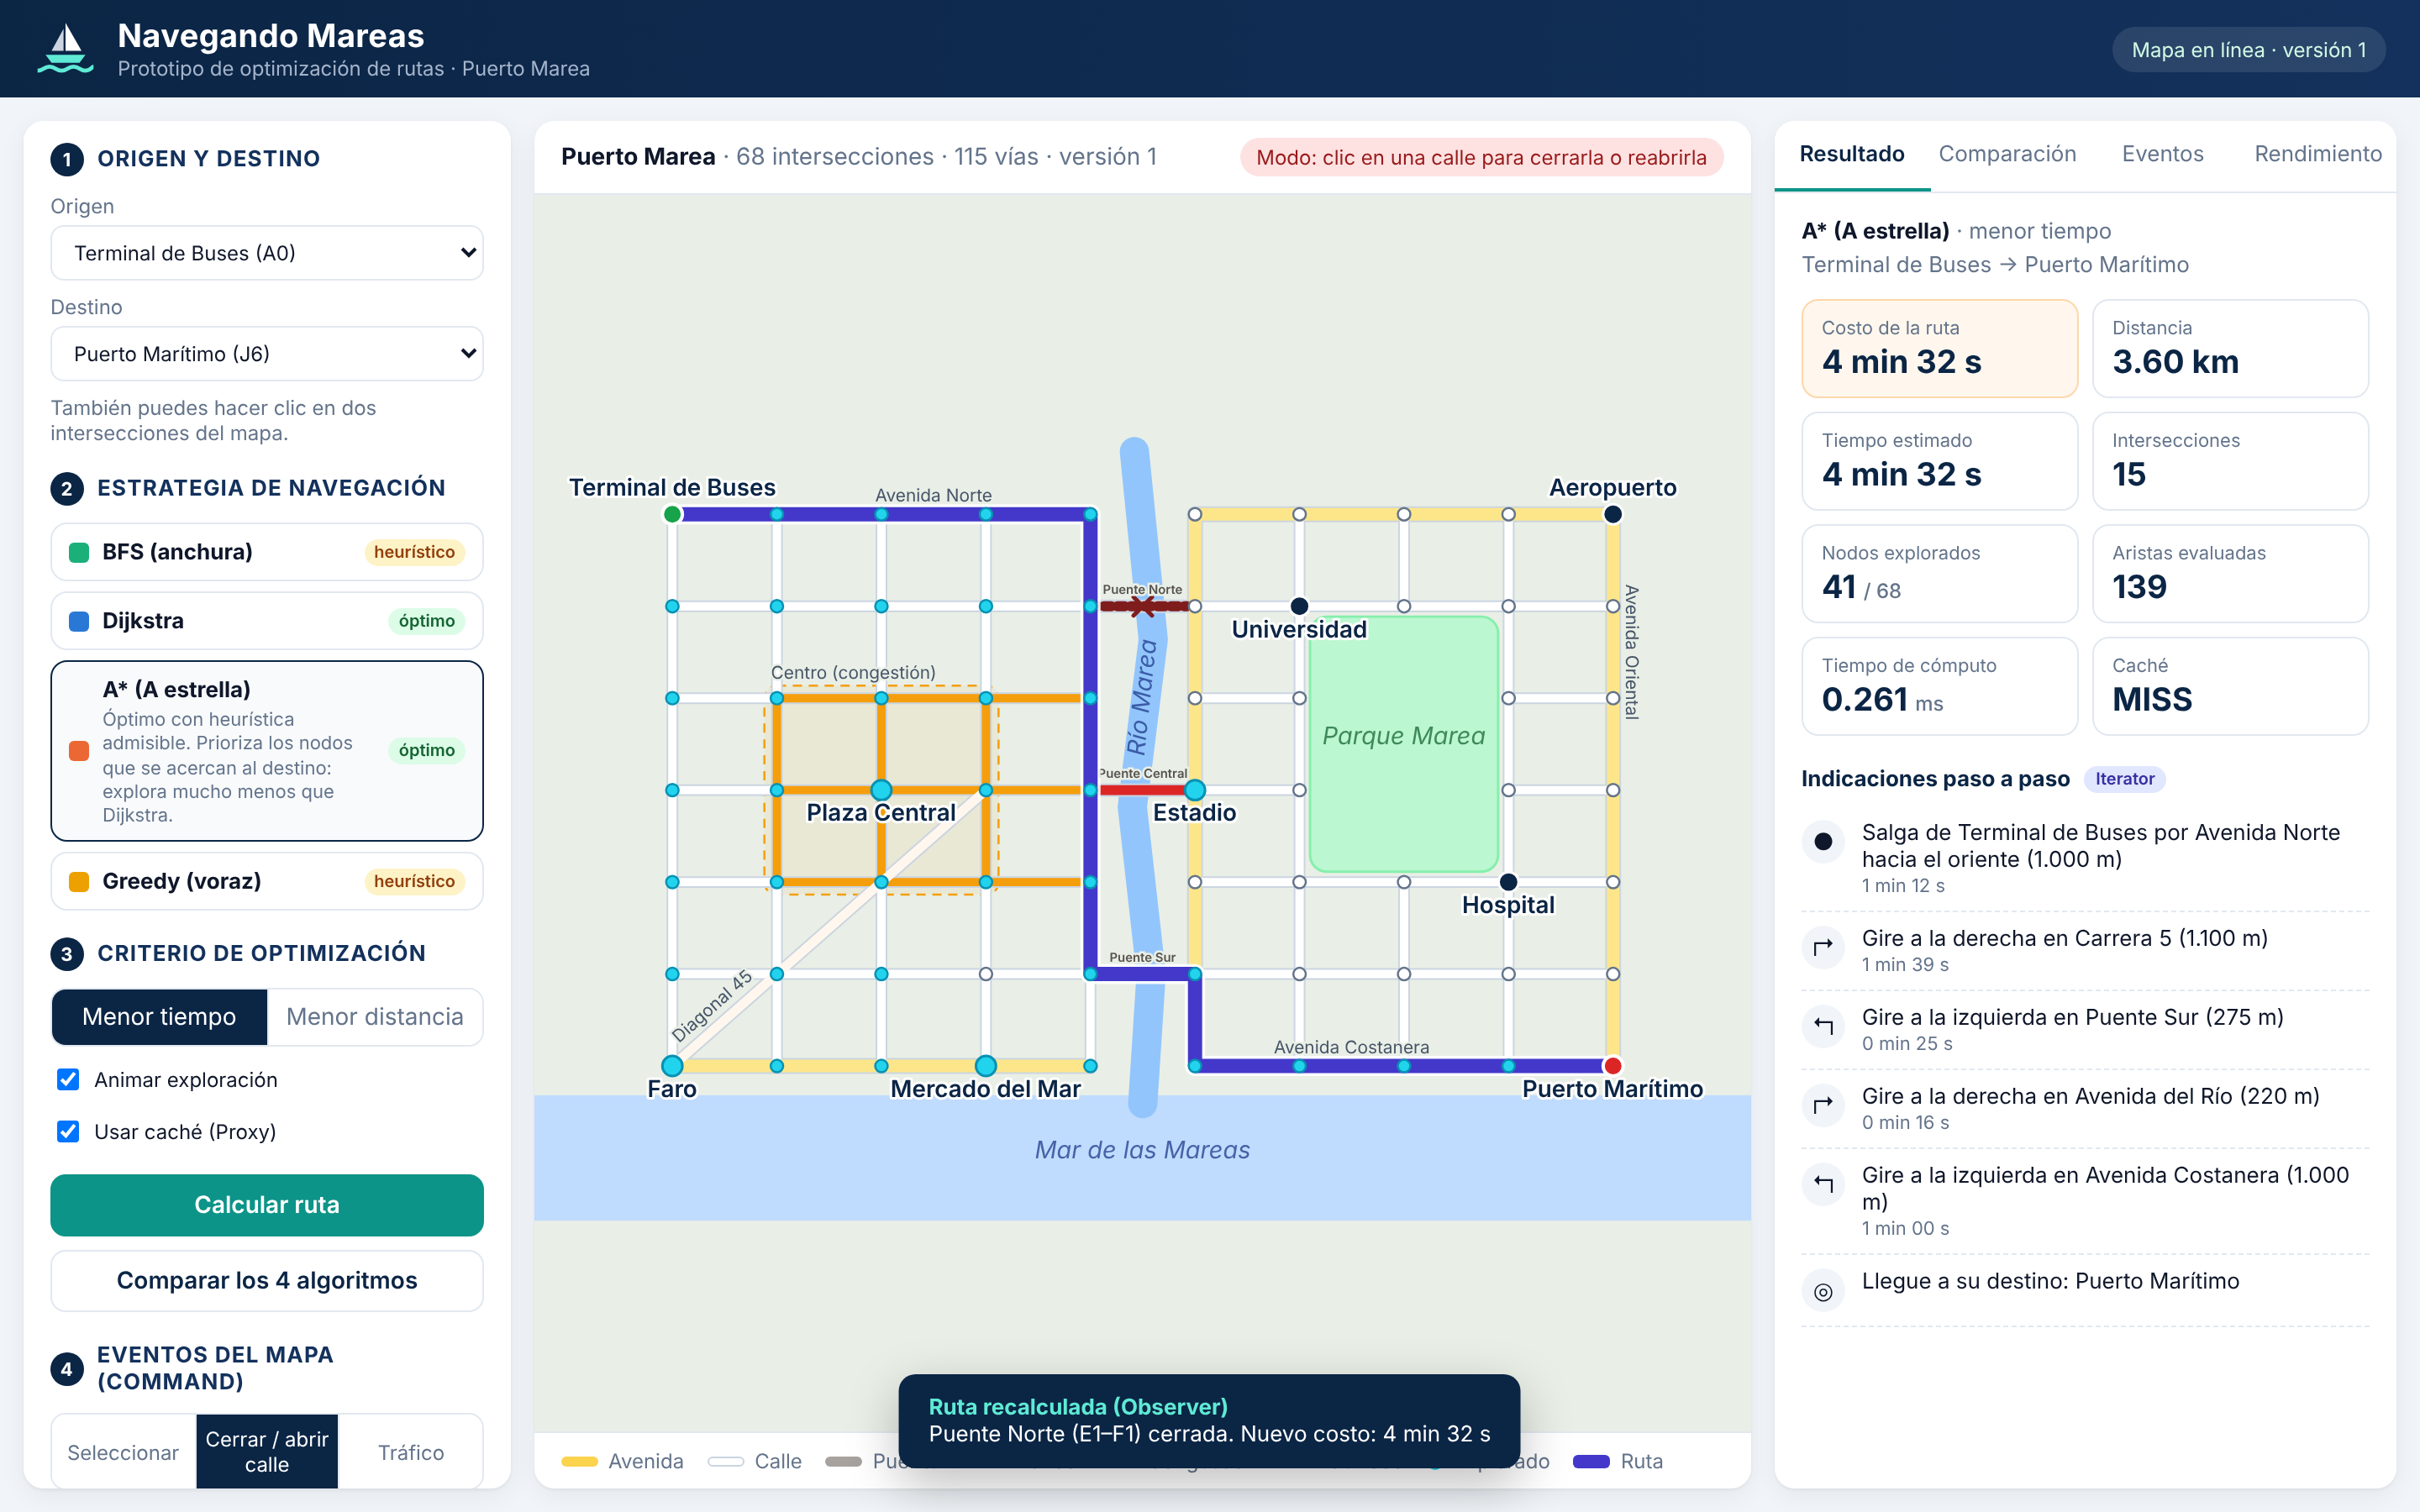 Navegando Mareas
Prototipo de optimización de rutas · Puerto Marea
Mapa en línea · versión 1
1 ORIGEN Y DESTINO
Origen
Terminal de Buses (A0)
Destino
Puerto Marítimo (J6)
También puedes hacer clic en dos
intersecciones del mapa.
2 ESTRATEGIA DE NAVEGACIÓN
BFS (anchura) heurístico
Dijkstra óptimo
A* (A estrella)
Óptimo con heurística
admisible. Prioriza los nodos
que se acercan al destino:
explora mucho menos que
Dijkstra.
óptimo
Greedy (voraz) heurístico
3 CRITERIO DE OPTIMIZACIÓN
Menor tiempo Menor distancia
Animar exploración
Usar caché (Proxy)
Calcular ruta
Comparar los 4 algoritmos
4 EVENTOS DEL MAPA
(COMMAND)
Seleccionar
Cerrar / abrir
calle
Tráfico
Puerto Marea · 68 intersecciones · 115 vías · versión 1
Modo: clic en una calle para cerrarla o reabrirla
Terminal de Buses
Avenida Norte
Aeropuerto
Puente Norte
Universidad
Avenida Oriental
Centro (congestión)
Río Marea
Parque Marea
Puente Central
Plaza Central
Estadio
Hospital
Puente Sur
Diagonal 45
Avenida Costanera
Faro
Mercado del Mar
Puerto Marítimo
Mar de las Mareas
Ruta recalculada (Observer)
Puente Norte (E1–F1) cerrada. Nuevo costo: 4 min 32 s
Avenida
Calle
Ruta
Resultado Comparación Eventos Rendimiento
A* (A estrella) · menor tiempo
Terminal de Buses → Puerto Marítimo
Costo de la ruta
4 min 32 s
Distancia
3.60 km
Tiempo estimado
4 min 32 s
Intersecciones
15
Nodos explorados
41 / 68
Aristas evaluadas
139
Tiempo de cómputo
0.261 ms
Caché
MISS
Indicaciones paso a paso Iterator
Salga de Terminal de Buses por Avenida Norte
hacia el oriente (1.000 m)
1 min 12 s
Gire a la derecha en Carrera 5 (1.100 m)
1 min 39 s
Gire a la izquierda en Puente Sur (275 m)
0 min 25 s
Gire a la derecha en Avenida del Río (220 m)
0 min 16 s
Gire a la izquierda en Avenida Costanera (1.000
m)
1 min 00 s
Llegue a su destino: Puerto Marítimo